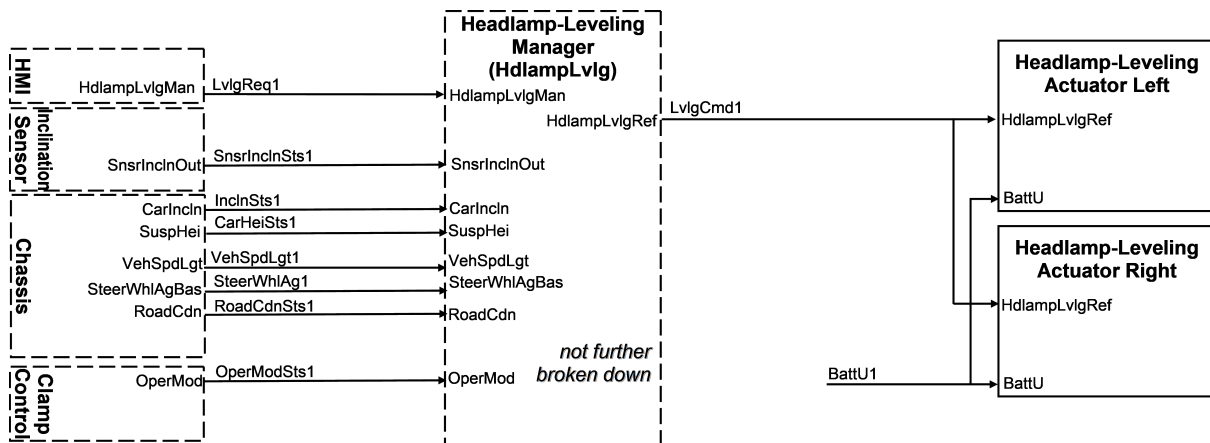 HMI
HdlampLvlgMan
LvlgReq1
Inclination
Sensor
SnsrInclnOut
SnsrInclnSts1
Chassis
CarIncln
InclnSts1
SuspHei
CarHeiSts1
VehSpdLgt
VehSpdLgt1
SteerWhlAgBas
SteerWhlAg1
RoadCdn
RoadCdnSts1
Clamp
Control
OperMod
OperModSts1
Headlamp-Leveling
Manager
(HdlampLvlg)
HdlampLvlgMan
HdlampLvlgRef
SnsrInclnOut
CarIncln
SuspHei
VehSpdLgt
SteerWhlAgBas
RoadCdn
not further
broken down
OperMod
LvlgCmd1
BattU1
Headlamp-Leveling
Actuator Left
HdlampLvlgRef
BattU
Headlamp-Leveling
Actuator Right
HdlampLvlgRef
BattU